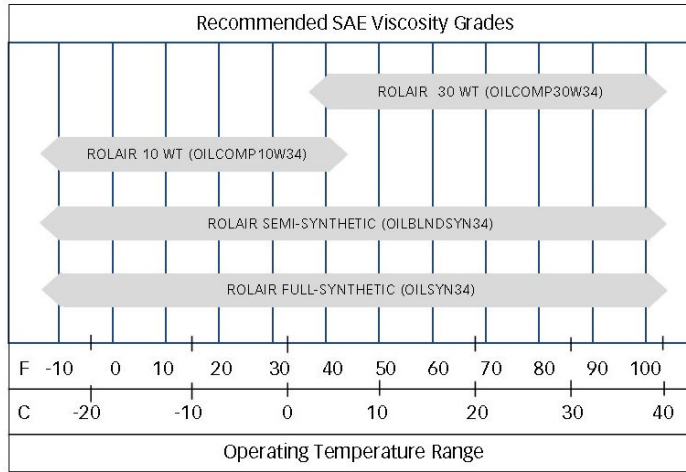 Recommended SAE Viscosity Grades
ROLAIR 30 WT (OILCOMP30W34)
ROLAIR 10 WT (OILCOMP10W34)
ROLAIR SEMI-SYNTHETIC (OILBLNDSYN34)
ROLAIR FULL-SYNTHETIC (OILSYN34)
F -10 0 10 20 30 40 50 60 70 80 90 100
C -20 -10 0 10 20 30 40
Operating Temperature Range